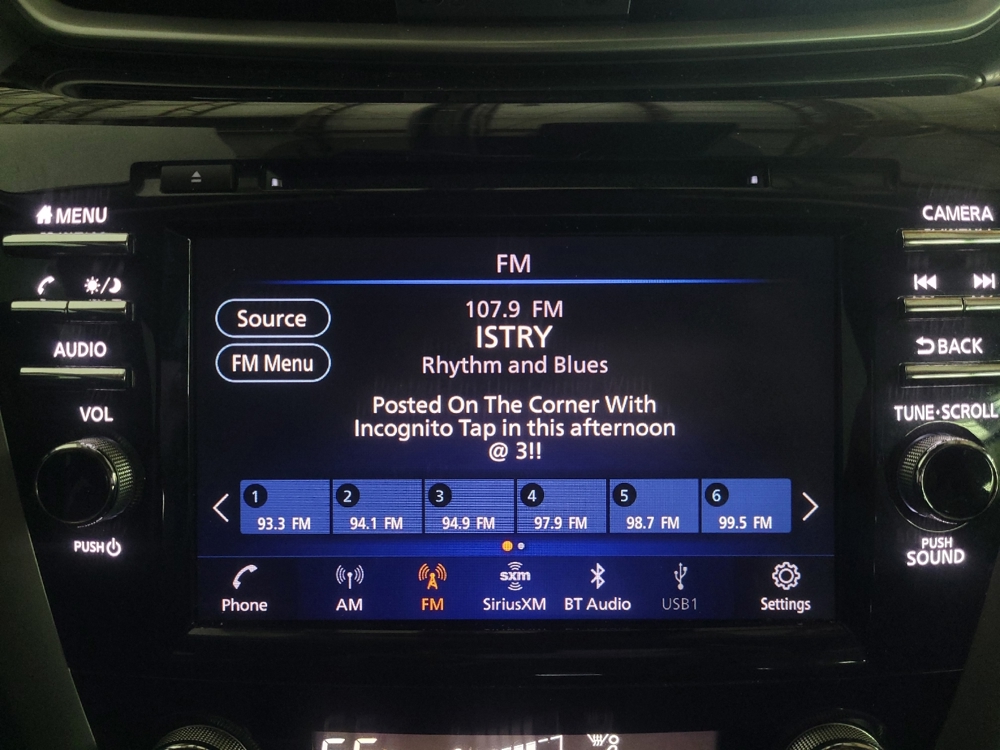 MENU
CAMERA
FM
Source
107.9 FM
ISTRY
FM Menu
Rhythm and Blues
AUDIO
BACK
Posted On The Corner With
Incognito Tap in this afternoon
@ 3!!
VOL
TUNE·SCROLL
1 2 3 4 5 6
93.3 FM 94.1 FM 94.9 FM 97.9 FM 98.7 FM 99.5 FM
PUSH
PUSH
SOUND
sxm
Phone AM FM SiriusXM BT Audio USB1 Settings